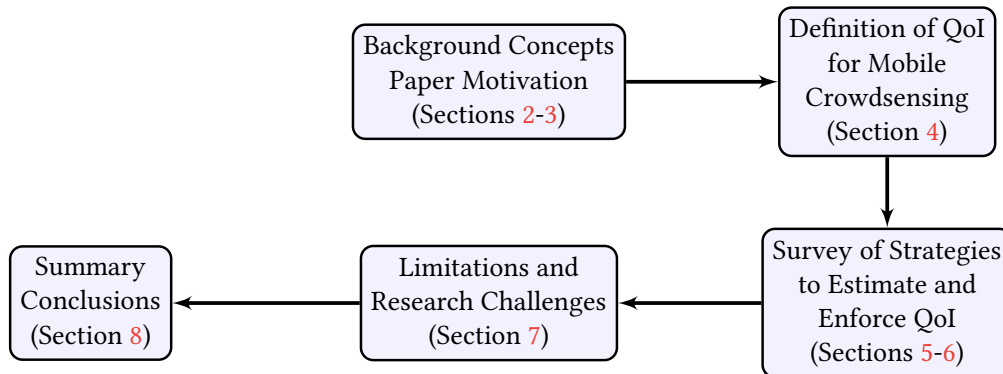 Background Concepts
Paper Motivation
(Sections 2-3)
Definition of QoI
for Mobile
Crowdsensing
(Section 4)
Survey of Strategies
to Estimate and
Enforce QoI
(Sections 5-6)
Limitations and
Research Challenges
(Section 7)
Summary
Conclusions
(Section 8)